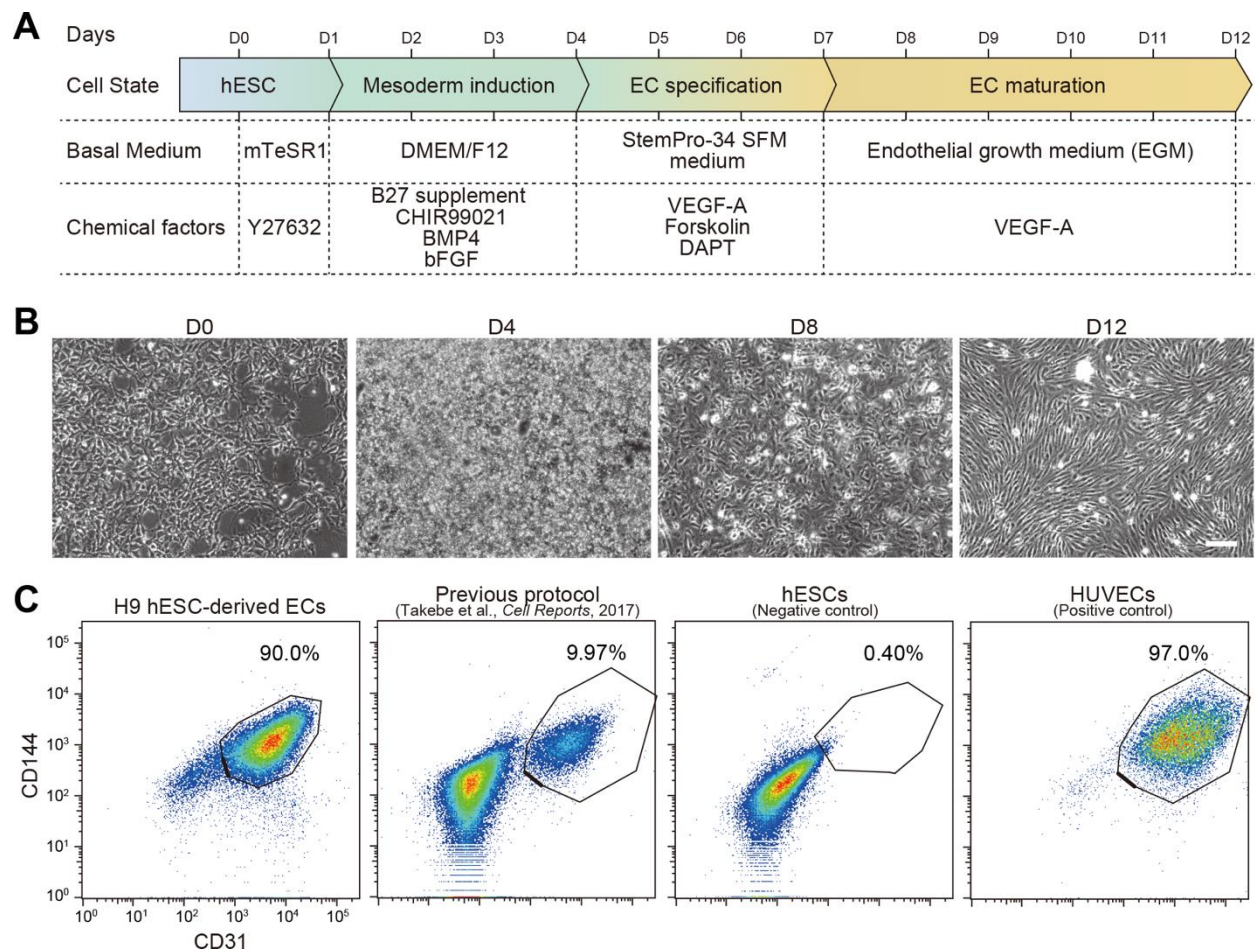 A
Days
D0 D1 D2 D3 D4 D5 D6 D7 D8 D9 D10 D11 D12
Cell State hESC Mesoderm induction EC specification EC maturation
Basal Medium mTeSR1 DMEM/F12 StemPro-34 SFM medium Endothelial growth medium (EGM)
Chemical factors Y27632
B27 supplement
CHIR99021
BMP4
bFGF
VEGF-A
Forskolin
DAPT
VEGF-A
B
D0 D4 D8 D12
C
H9 hESC-derived ECs
90.0%
Previous protocol
(Takebe et al., Cell Reports, 2017)
9.97%
hESCs
(Negative control)
0.40%
HUVECs
(Positive control)
97.0%
CD144
10⁵
10⁴
10³
10²
10¹
10⁰
10⁰ 10¹ 10² 10³ 10⁴ 10⁵
CD31